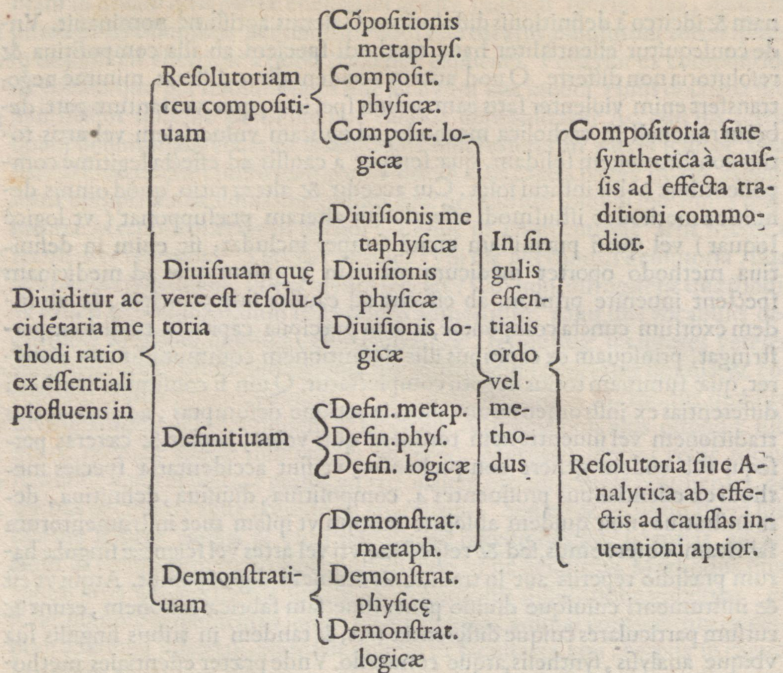 Diuiditur ac
cidētaria me
thodi ratio
ex eſſentiali
profluens in
Reſolutoriam
ceu compoſiti-
uam
Cōpoſitionis
metaphyſ.
Compoſit.
phyſicæ.
Compoſit. lo-
gicæ
Diuiſiuam quę
vere eſt reſolu-
toria
Diuiſionis me
taphyſicæ
Diuiſionis
phyſicæ
Diuiſionis lo-
gicæ
Definitiuam
Defin.metap.
Defin.phyſ.
Defin. logicæ
Demonſtrati-
uam
Demonſtrat.
metaph.
Demonſtrat.
phyſicę
Demonſtrat.
logicæ
In ſin
gulis
eſſen-
tialis
ordo
vel
me-
tho-
dus
Compoſitoria ſiue
ſynthetica à cauſ-
ſis ad effecta tra-
ditioni commo-
dior.
Reſolutoria ſiue A-
nalytica ab effe-
ctis ad cauſſas in-
uentioni aptior.